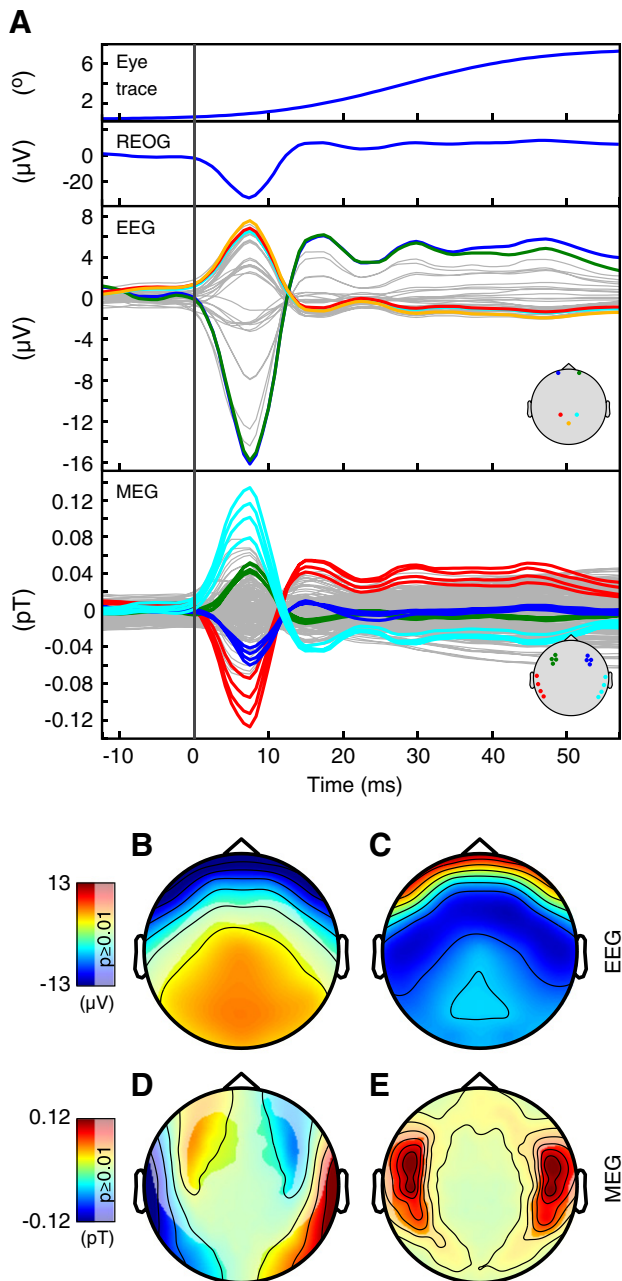 A
Eye
trace
(º)
6
2
REOG
(µV)
0
-20
EEG
(µV)
8
4
0
-4
-8
-12
-16
MEG
(pT)
0.12
0.08
0.04
0
-0.04
-0.08
-0.12
-10 0 10 20 30 40 50
Time (ms)
B
C
13
-13
(µV)
p≥0.01
EEG
D
E
0.12
-0.12
(pT)
p≥0.01
MEG